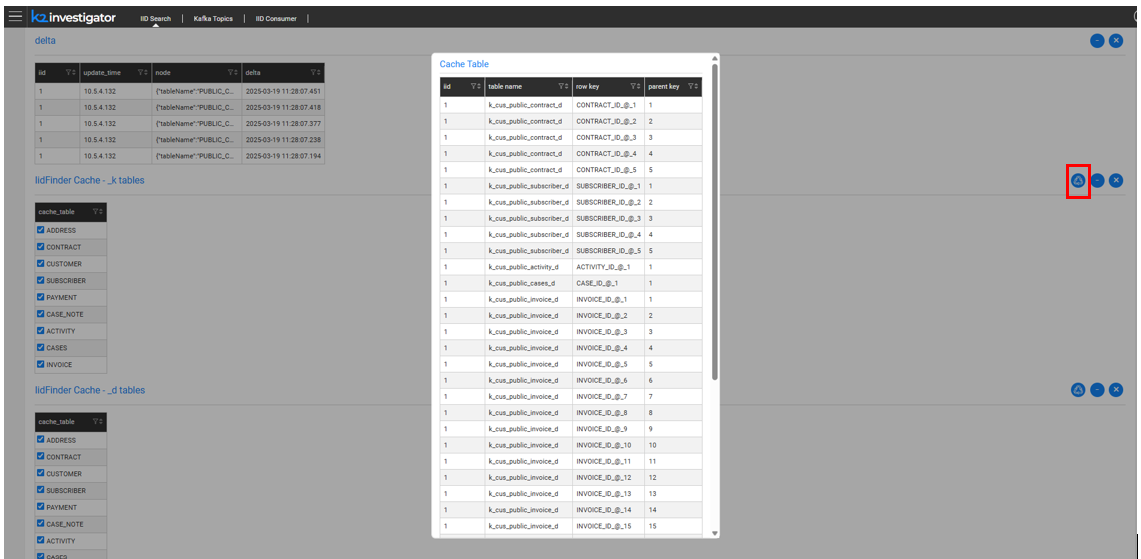 k2investigator IID Search | Kafka Topics | IID Consumer |
delta
iid update_time node delta
1 10.5.4.132 {"tableName":"PUBLIC_C... 2025-03-19 11:28:07.451
1 10.5.4.132 {"tableName":"PUBLIC_C... 2025-03-19 11:28:07.418
1 10.5.4.132 {"tableName":"PUBLIC_C... 2025-03-19 11:28:07.377
1 10.5.4.132 {"tableName":"PUBLIC_C... 2025-03-19 11:28:07.238
1 10.5.4.132 {"tableName":"PUBLIC_C... 2025-03-19 11:28:07.194
IidFinder Cache - _k tables
cache_table
ADDRESS
CONTRACT
CUSTOMER
SUBSCRIBER
PAYMENT
CASE_NOTE
ACTIVITY
CASES
INVOICE
IidFinder Cache - _d tables
cache_table
ADDRESS
CONTRACT
CUSTOMER
SUBSCRIBER
PAYMENT
CASE_NOTE
ACTIVITY
CASES
Cache Table
iid table name row key parent key
1 k_cus_public_contract_d CONTRACT_ID_@_1 1
1 k_cus_public_contract_d CONTRACT_ID_@_2 2
1 k_cus_public_contract_d CONTRACT_ID_@_3 3
1 k_cus_public_contract_d CONTRACT_ID_@_4 4
1 k_cus_public_contract_d CONTRACT_ID_@_5 5
1 k_cus_public_subscriber_d SUBSCRIBER_ID_@_1 1
1 k_cus_public_subscriber_d SUBSCRIBER_ID_@_2 2
1 k_cus_public_subscriber_d SUBSCRIBER_ID_@_3 3
1 k_cus_public_subscriber_d SUBSCRIBER_ID_@_4 4
1 k_cus_public_subscriber_d SUBSCRIBER_ID_@_5 5
1 k_cus_public_activity_d ACTIVITY_ID_@_1 1
1 k_cus_public_cases_d CASE_ID_@_1 1
1 k_cus_public_invoice_d INVOICE_ID_@_1 1
1 k_cus_public_invoice_d INVOICE_ID_@_2 2
1 k_cus_public_invoice_d INVOICE_ID_@_3 3
1 k_cus_public_invoice_d INVOICE_ID_@_4 4
1 k_cus_public_invoice_d INVOICE_ID_@_5 5
1 k_cus_public_invoice_d INVOICE_ID_@_6 6
1 k_cus_public_invoice_d INVOICE_ID_@_7 7
1 k_cus_public_invoice_d INVOICE_ID_@_8 8
1 k_cus_public_invoice_d INVOICE_ID_@_9 9
1 k_cus_public_invoice_d INVOICE_ID_@_10 10
1 k_cus_public_invoice_d INVOICE_ID_@_11 11
1 k_cus_public_invoice_d INVOICE_ID_@_12 12
1 k_cus_public_invoice_d INVOICE_ID_@_13 13
1 k_cus_public_invoice_d INVOICE_ID_@_14 14
1 k_cus_public_invoice_d INVOICE_ID_@_15 15